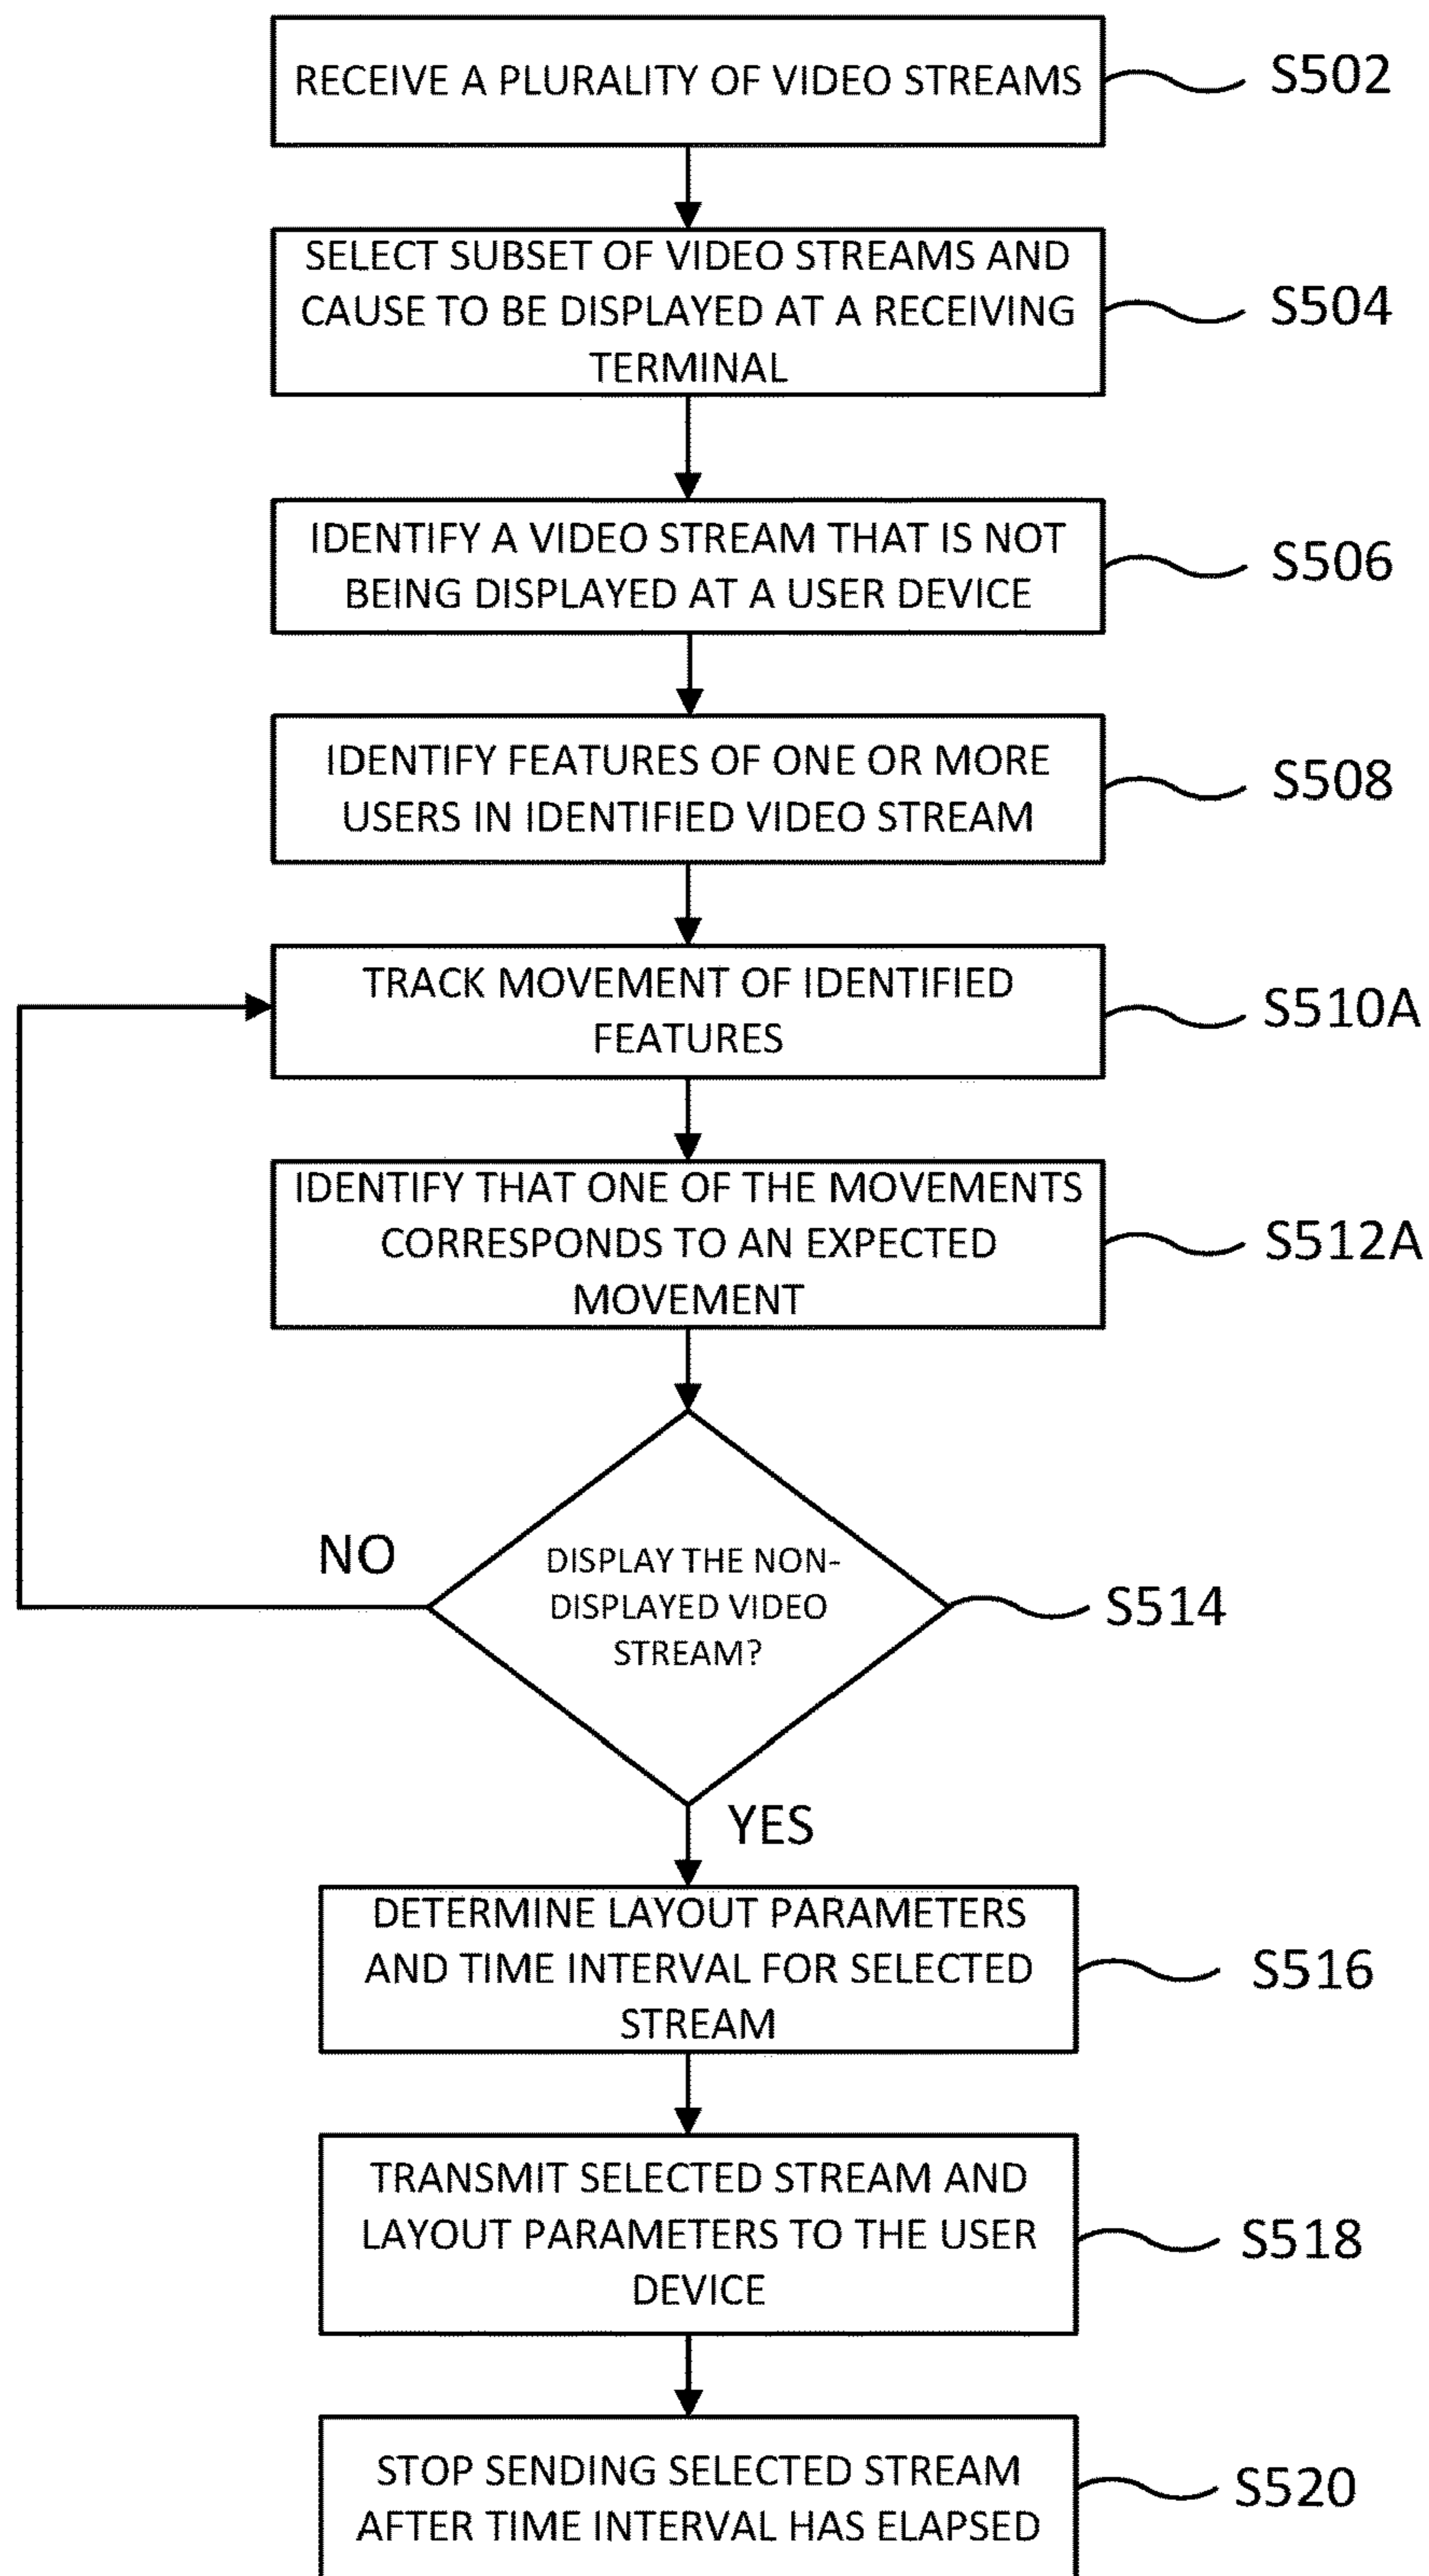 RECEIVE A PLURALITY OF VIDEO STREAMS
S502
SELECT SUBSET OF VIDEO STREAMS AND
CAUSE TO BE DISPLAYED AT A RECEIVING
TERMINAL
S504
IDENTIFY A VIDEO STREAM THAT IS NOT
BEING DISPLAYED AT A USER DEVICE
S506
IDENTIFY FEATURES OF ONE OR MORE
USERS IN IDENTIFIED VIDEO STREAM
S508
TRACK MOVEMENT OF IDENTIFIED
FEATURES
S510A
IDENTIFY THAT ONE OF THE MOVEMENTS
CORRESPONDS TO AN EXPECTED
MOVEMENT
S512A
NO
DISPLAY THE NON-
DISPLAYED VIDEO
STREAM?
S514
YES
DETERMINE LAYOUT PARAMETERS
AND TIME INTERVAL FOR SELECTED
STREAM
S516
TRANSMIT SELECTED STREAM AND
LAYOUT PARAMETERS TO THE USER
DEVICE
S518
STOP SENDING SELECTED STREAM
AFTER TIME INTERVAL HAS ELAPSED
S520